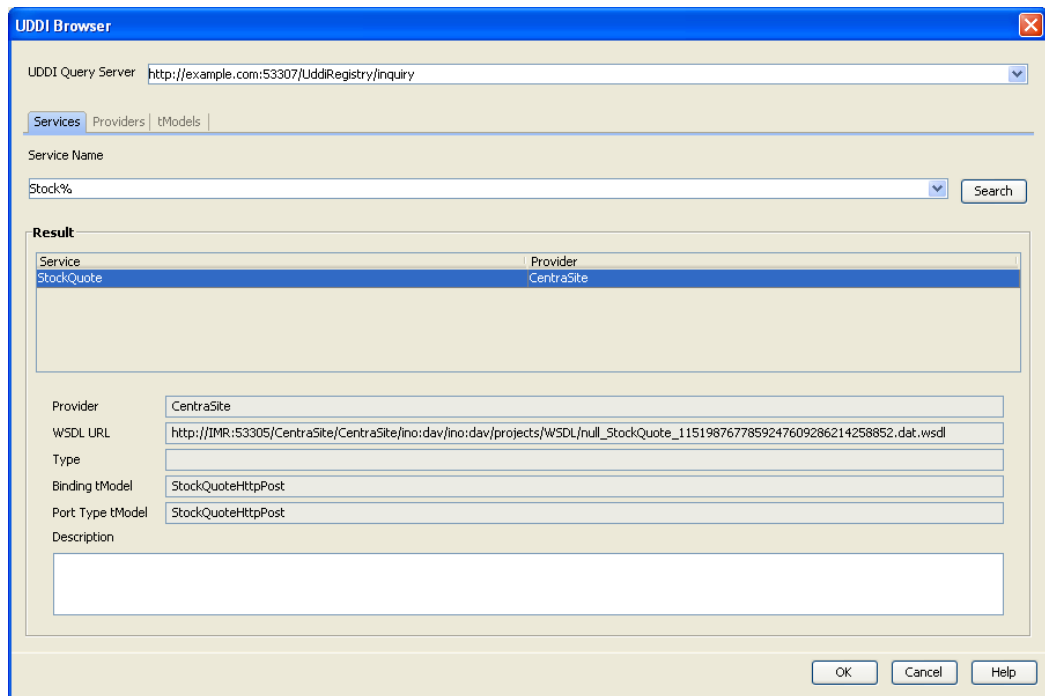 UDDI Browser
UDDI Query Server http://example.com:53307/UddiRegistry/inquiry
Services Providers tModels
Service Name
Stock% Search
Result
Service Provider
StockQuote CentraSite
Provider CentraSite
WSDL URL http://IMR:53305/CentraSite/CentraSite/ino:dav/ino:dav/projects/WSDL/null_StockQuote_1151987677859247609286214258852.dat.wsdl
Type
Binding tModel StockQuoteHttpPost
Port Type tModel StockQuoteHttpPost
Description
OK Cancel Help